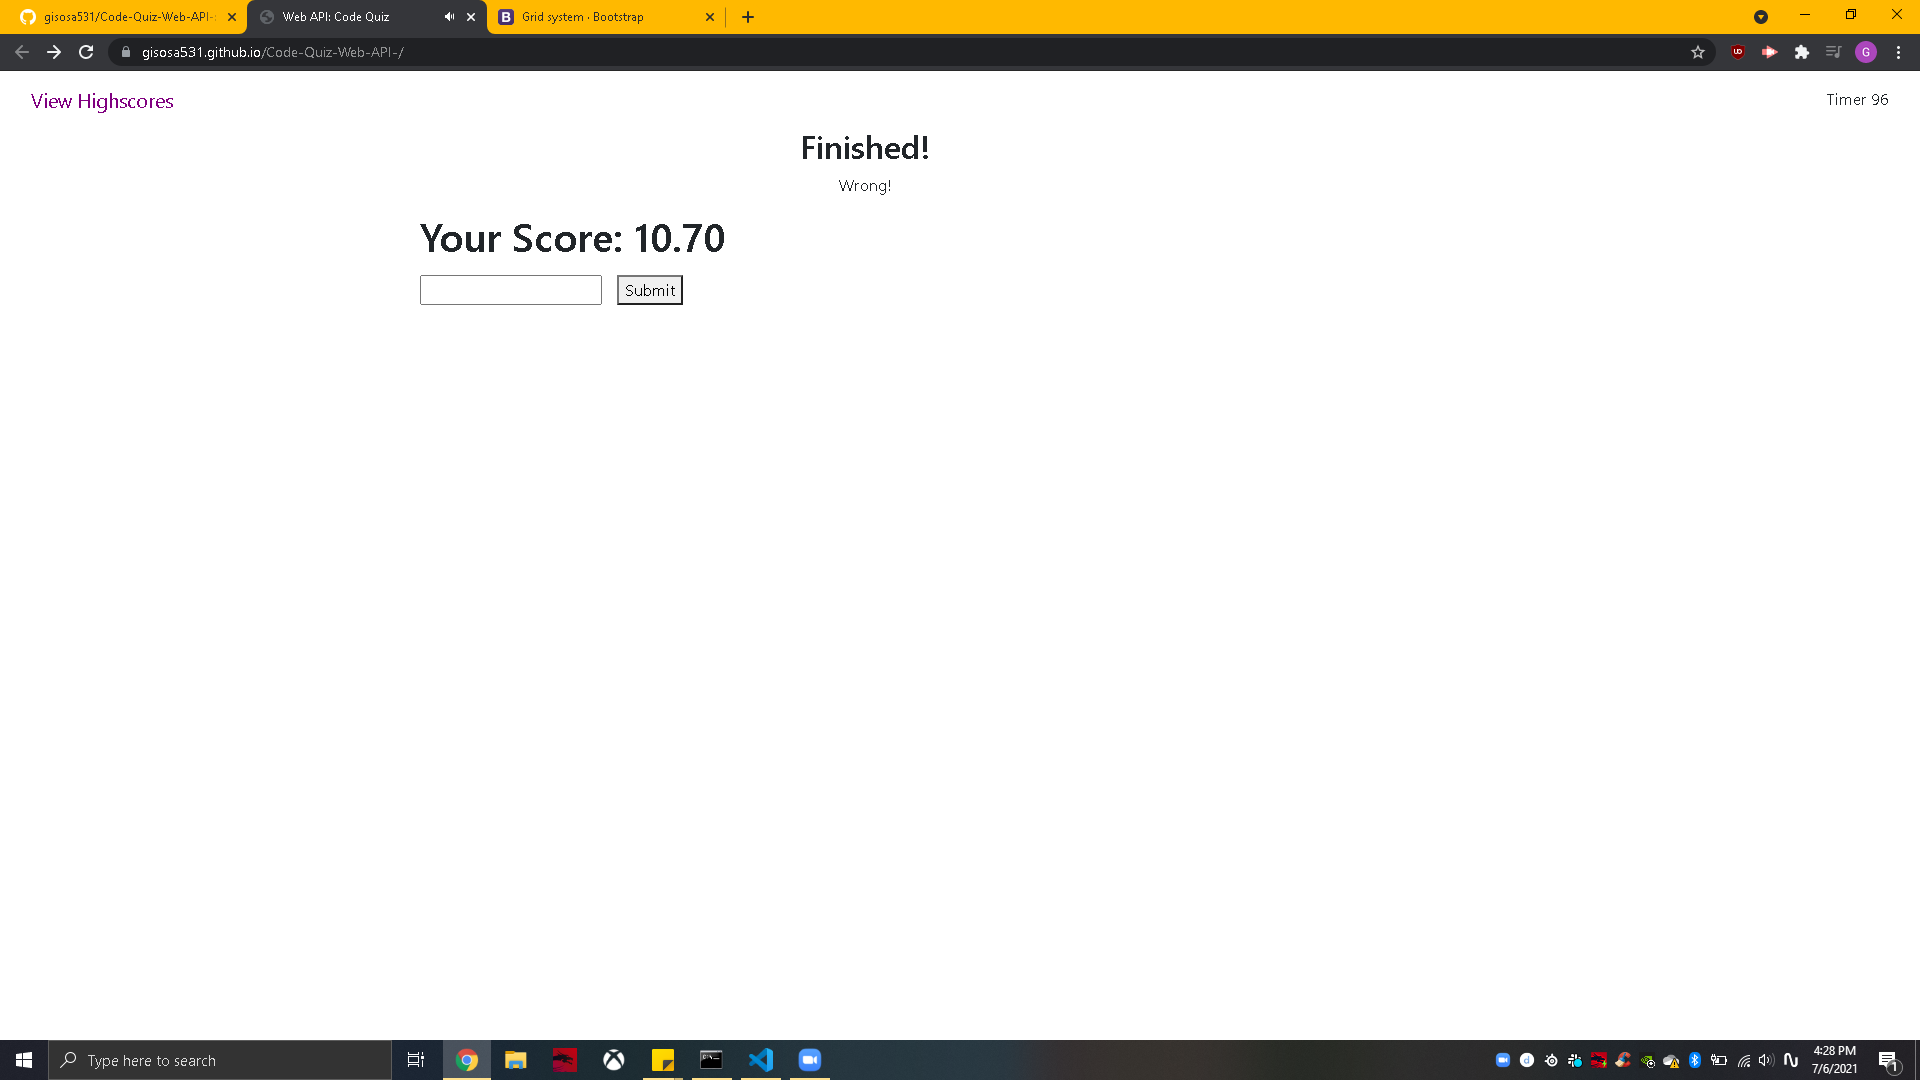 gisosa531/Code-Quiz-Web-API-
Web API: Code Quiz
Grid system · Bootstrap
gisosa531.github.io/Code-Quiz-Web-API-/
G
View Highscores
Timer 96
Finished!
Wrong!
Your Score: 10.70
Submit
Type here to search
4:28 PM
7/6/2021
1